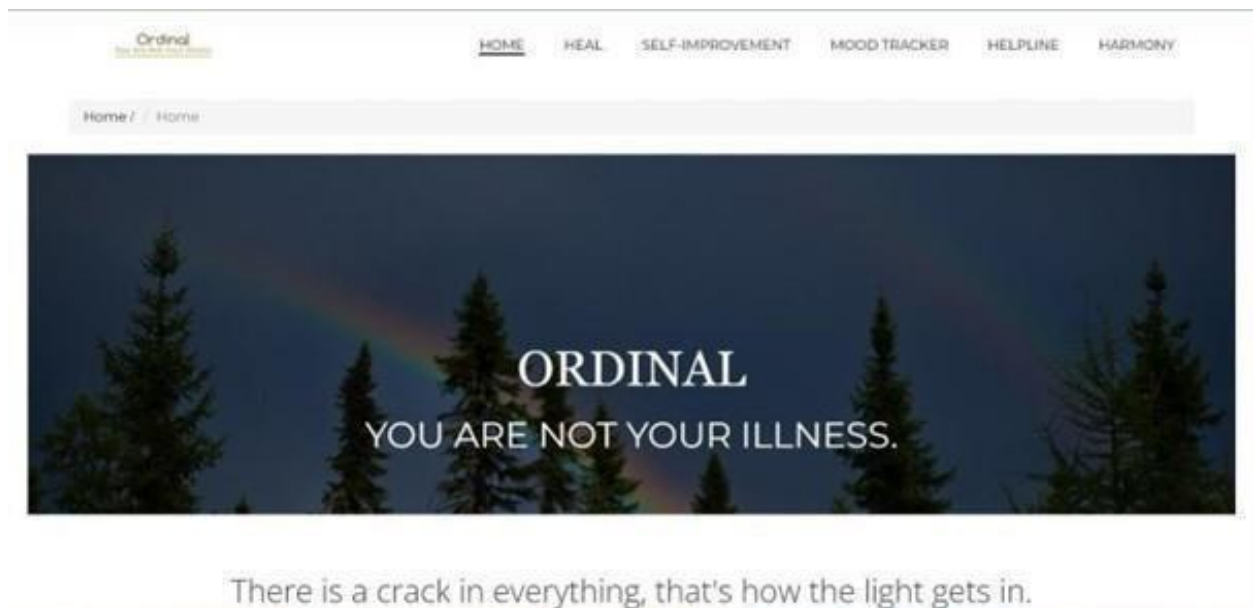 Ordinal
HOME HEAL SELF-IMPROVEMENT MOOD TRACKER HELPLINE HARMONY
Home / / Home
ORDINAL
YOU ARE NOT YOUR ILLNESS.
There is a crack in everything, that's how the light gets in.